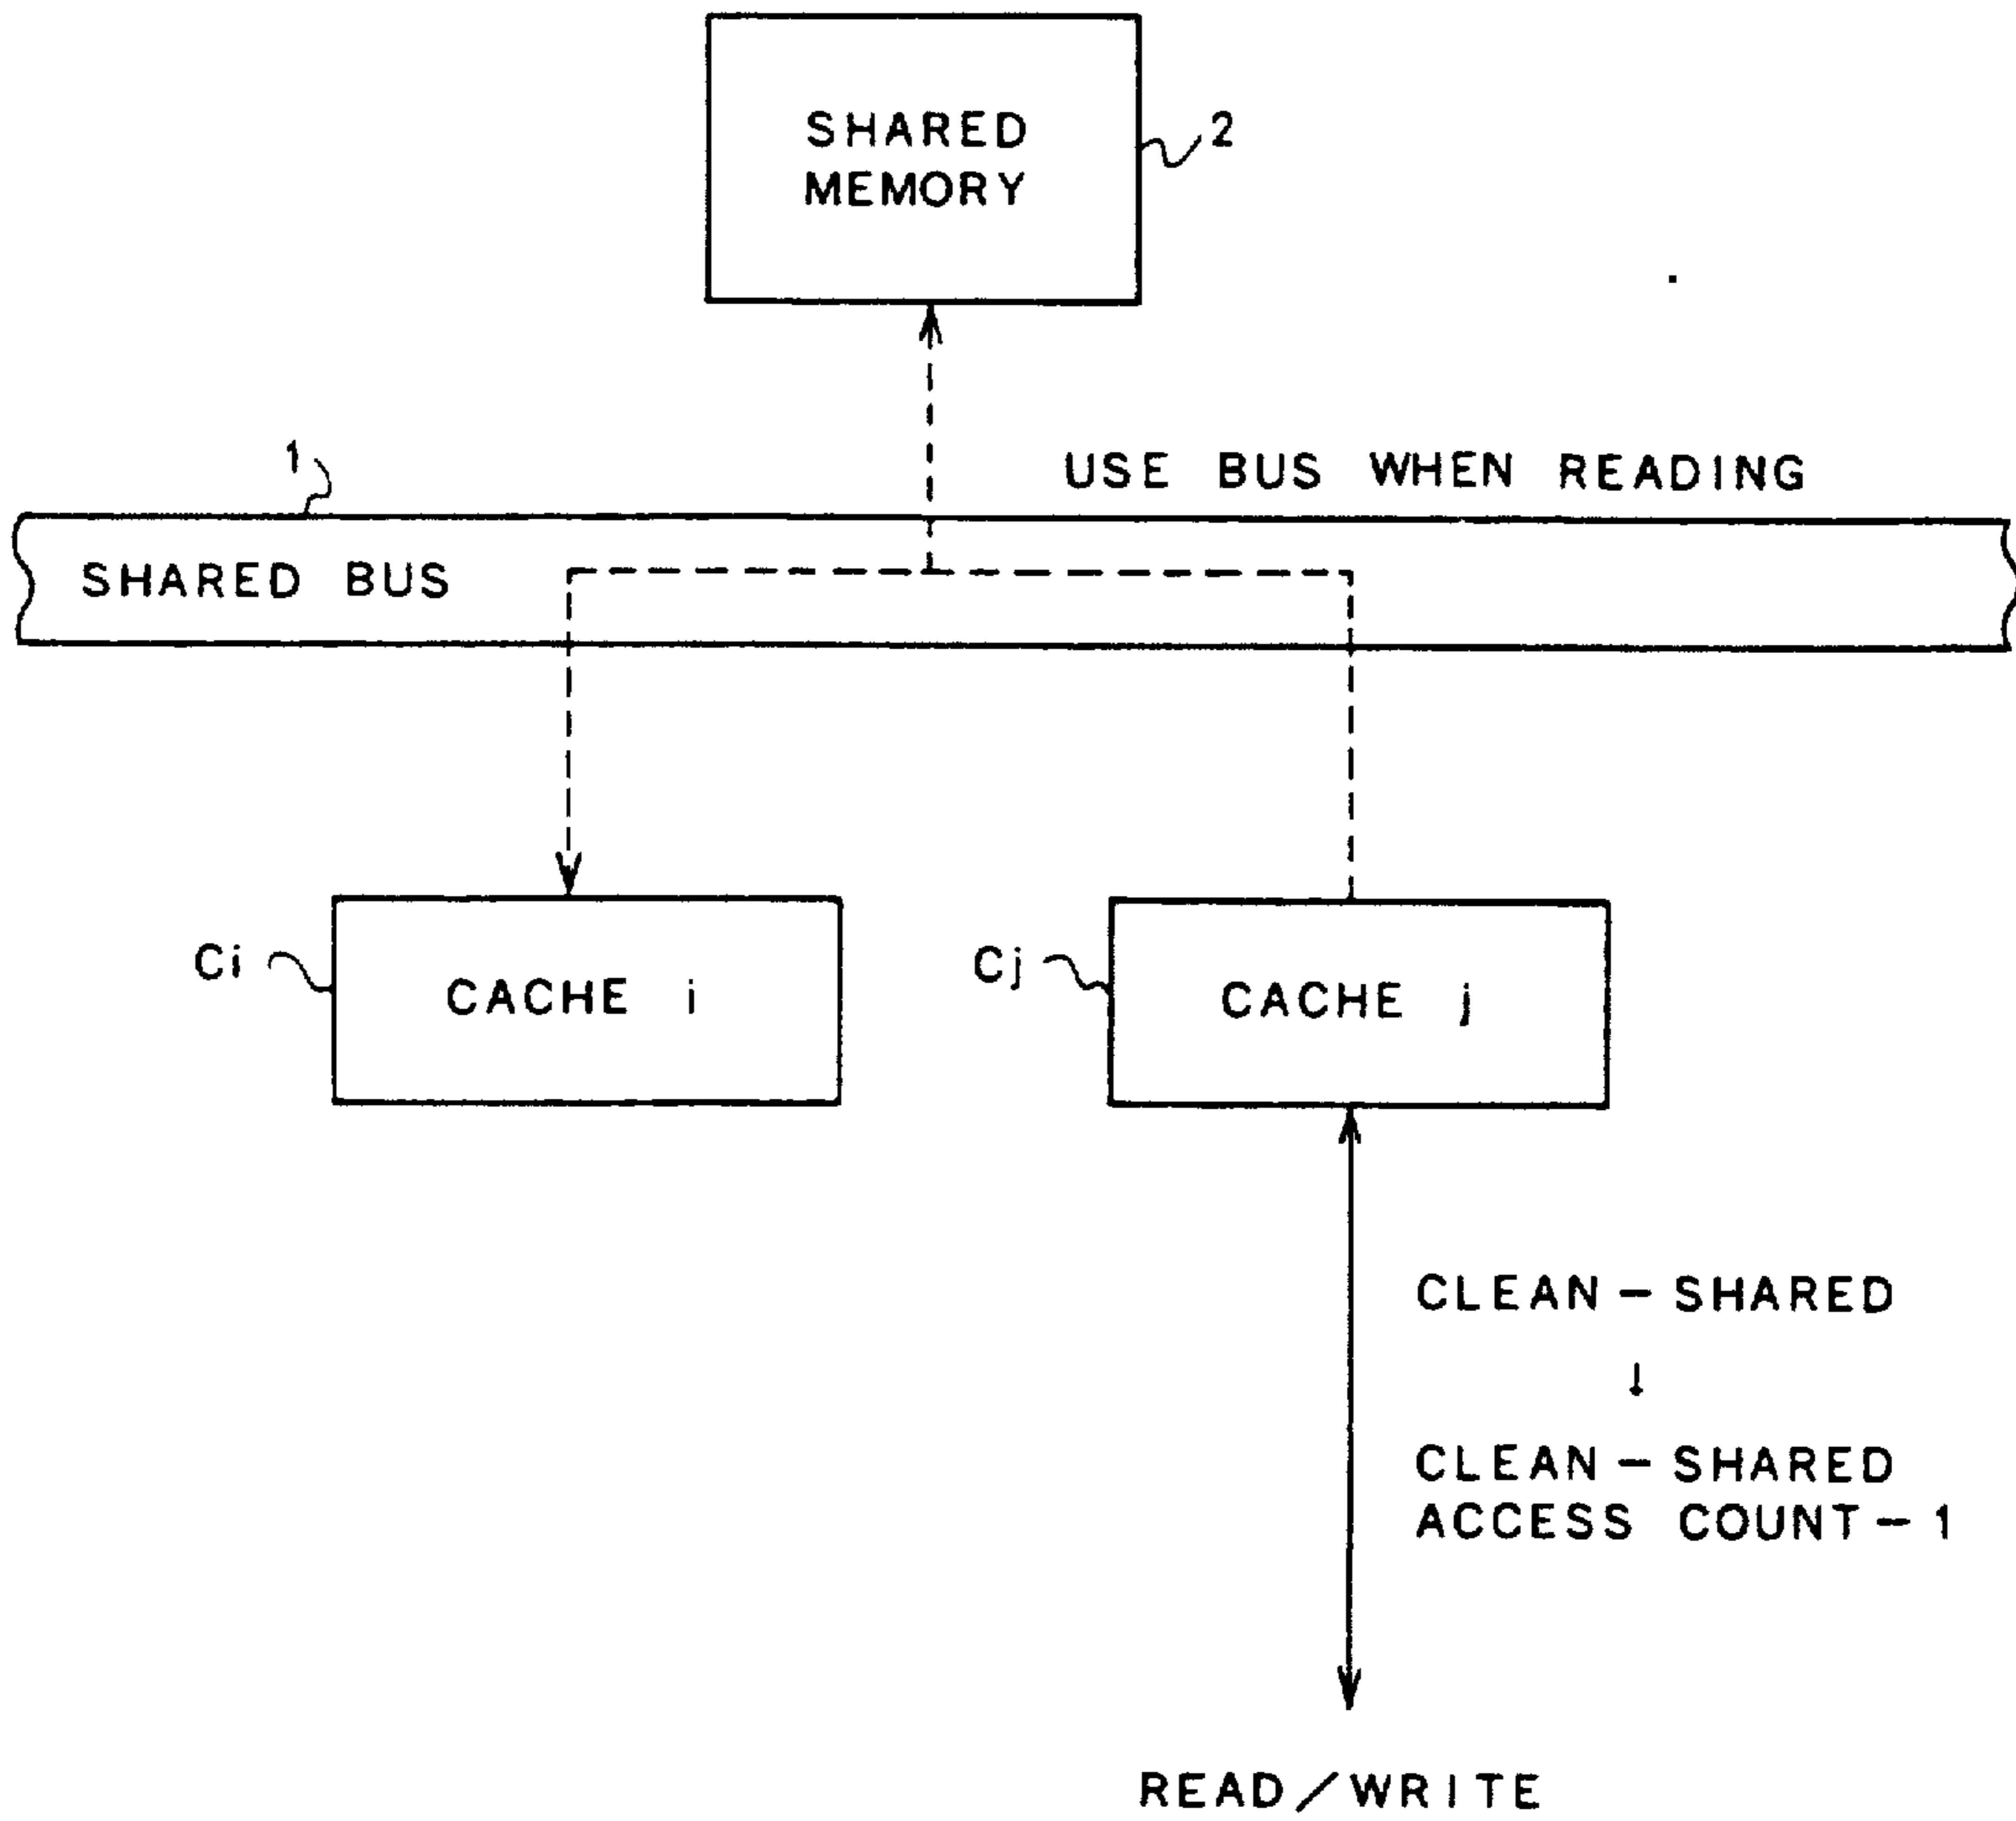 SHARED
MEMORY
2
1
USE BUS WHEN READING
SHARED BUS
Ci
CACHE i
Cj
CACHE j
CLEAN-SHARED
↓
CLEAN-SHARED
ACCESS COUNT-1
READ/WRITE